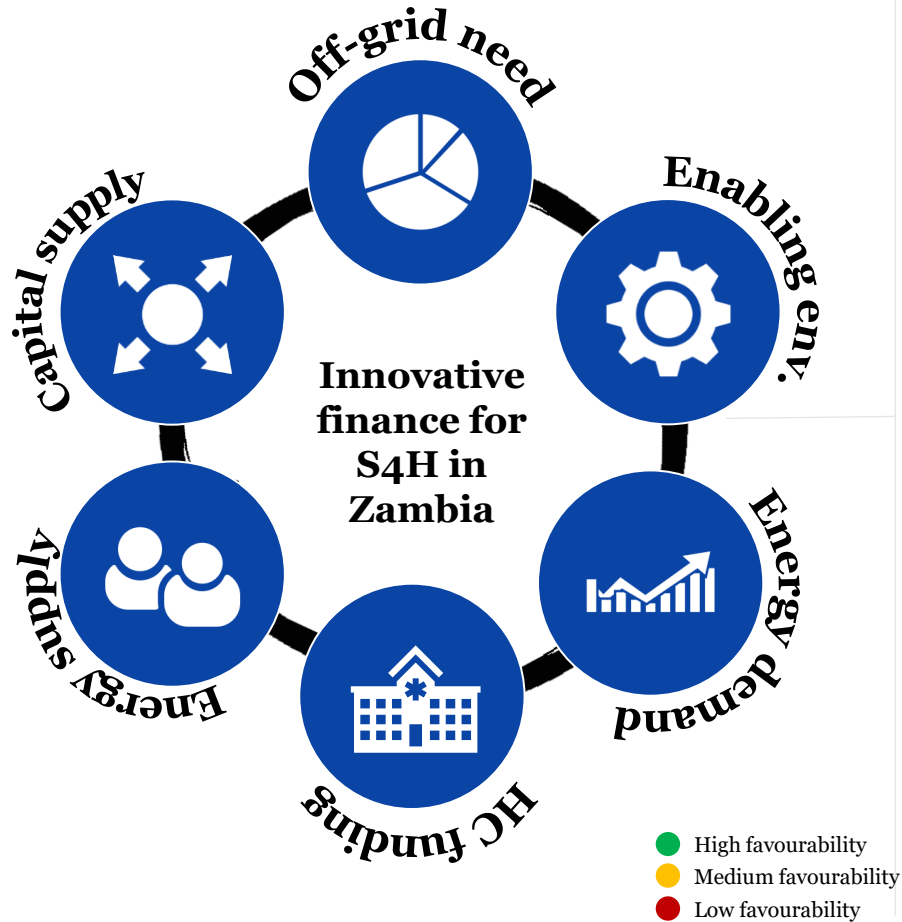 Off-grid need
Enabling env.
Capital supply
Innovative
finance for
S4H in
Zambia
Energy demand
Energy supply
HC funding
High favourability
Medium favourability
Low favourability